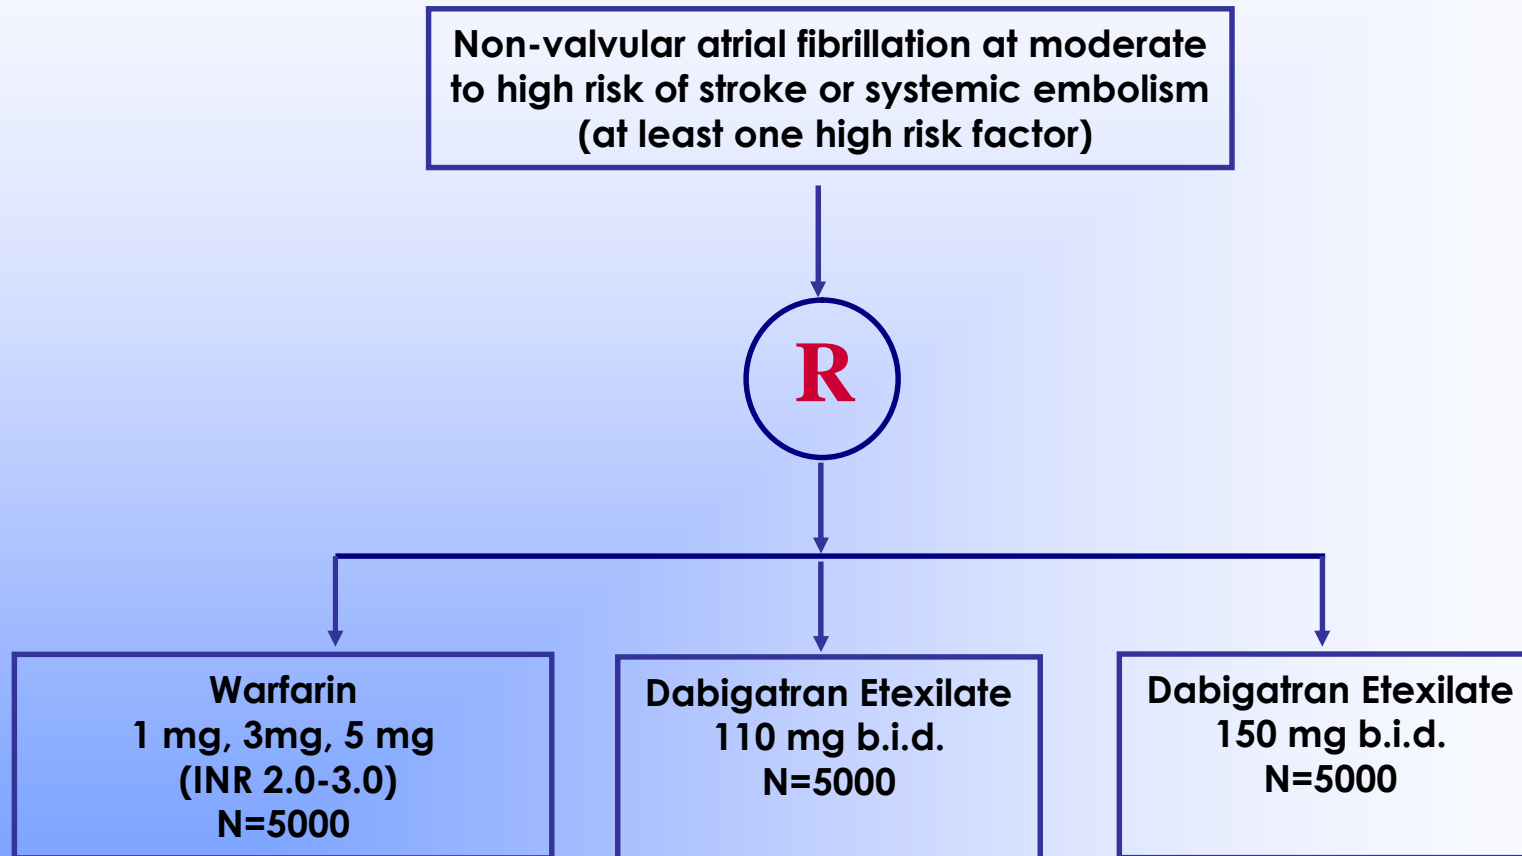 Non-valvular atrial fibrillation at moderate
to high risk of stroke or systemic embolism
(at least one high risk factor)
R
Warfarin
1 mg, 3mg, 5 mg
(INR 2.0-3.0)
N=5000
Dabigatran Etexilate
110 mg b.i.d.
N=5000
Dabigatran Etexilate
150 mg b.i.d.
N=5000